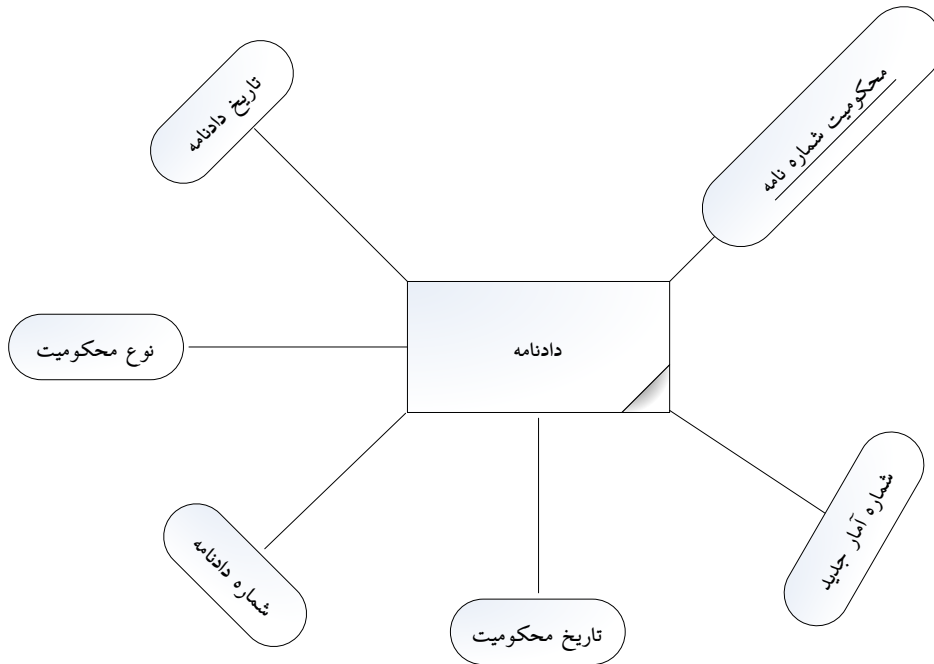 محکومیت شماره نامه
تاریخ دادنامه
دادنامه
نوع محکومیت
شماره آمار جدید
شماره دادنامه
تاریخ محکومیت